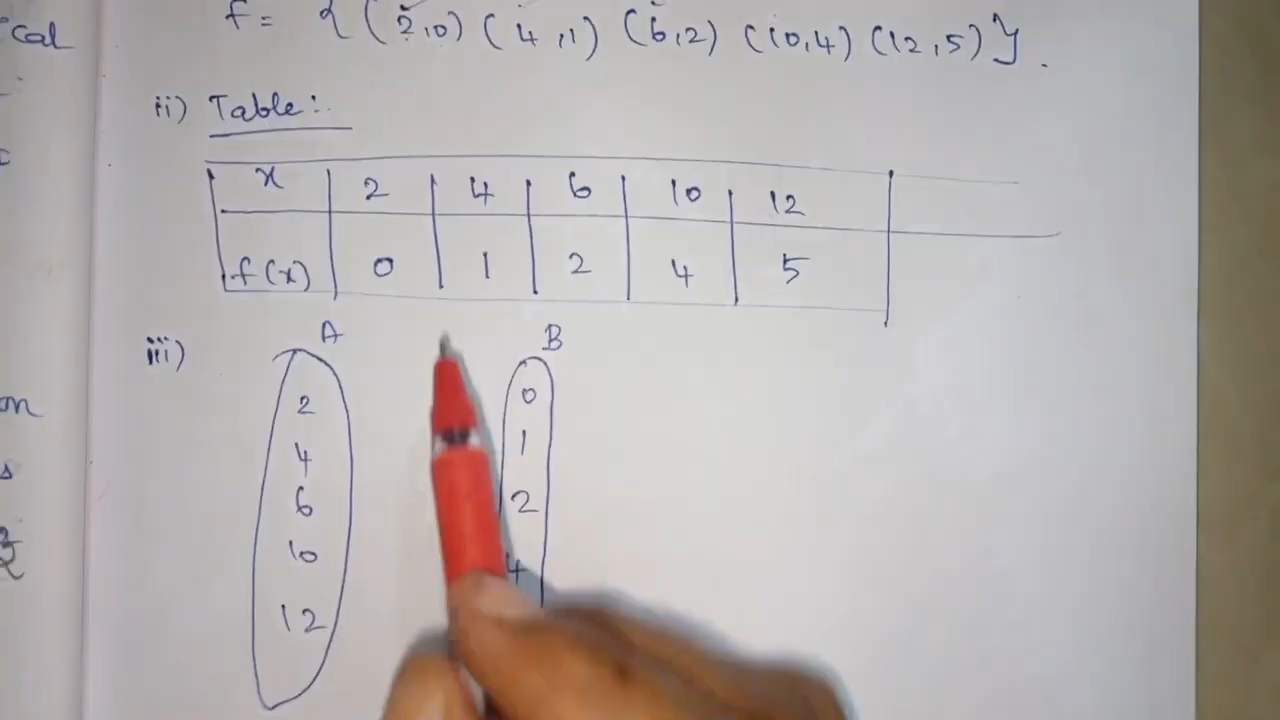 cal
f = {(2,0) (4,1) (6,2) (10,4) (12,5)}.
ii) Table:
x 2 4 6 10 12
f(x) 0 1 2 4 5
iii) A B
2 0
4 1
6 2
10 4
12
on
s